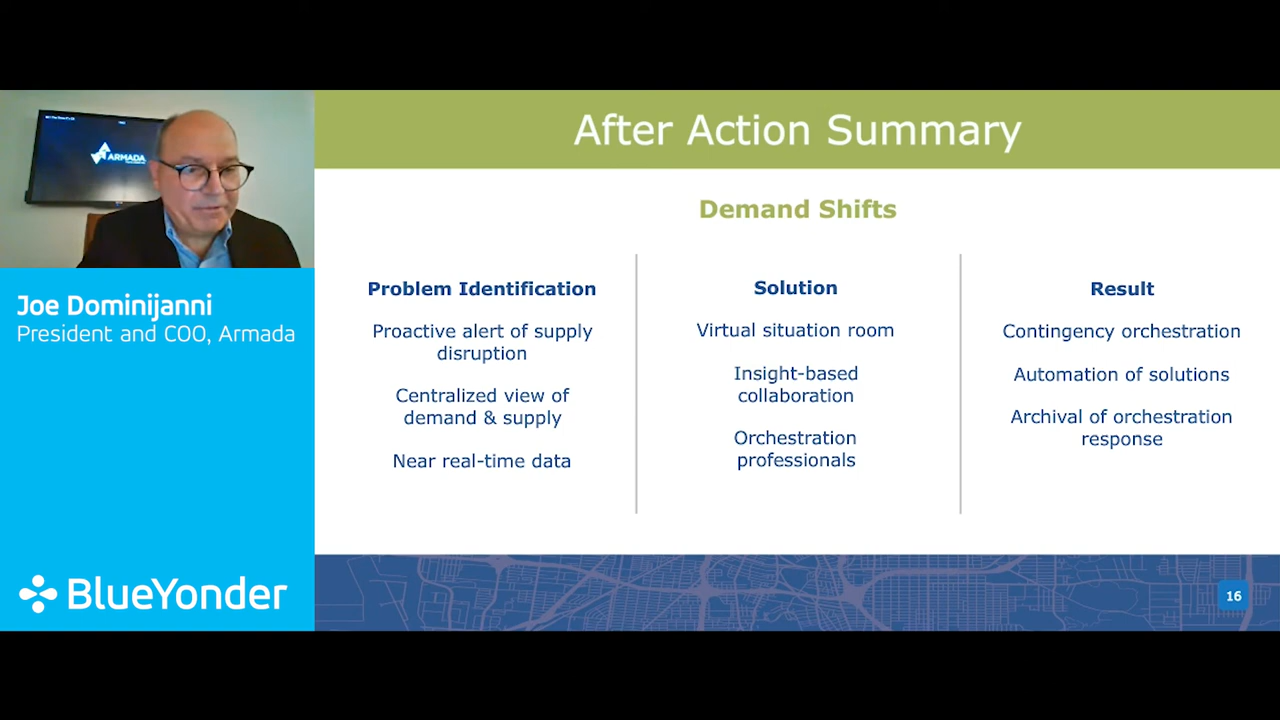 ARMADA
Joe Dominijanni
President and COO, Armada
BlueYonder
After Action Summary
Demand Shifts
Problem Identification
Proactive alert of supply
disruption
Centralized view of
demand & supply
Near real-time data
Solution
Virtual situation room
Insight-based
collaboration
Orchestration
professionals
Result
Contingency orchestration
Automation of solutions
Archival of orchestration
response
16